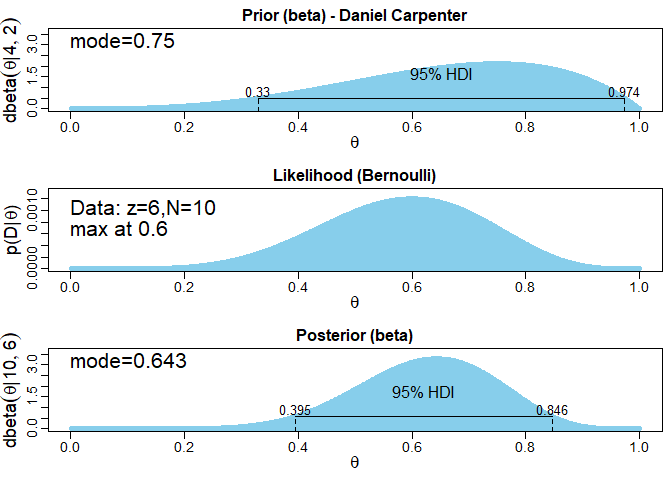 Prior (beta) - Daniel Carpenter
dbeta(θ|4, 2)
0.0 1.5 3.0
mode=0.75
95% HDI
0.33 0.974
0.0 0.2 0.4 0.6 0.8 1.0
θ
Likelihood (Bernoulli)
p(D|θ)
0.0000 0.0010
Data: z=6,N=10
max at 0.6
0.0 0.2 0.4 0.6 0.8 1.0
θ
Posterior (beta)
dbeta(θ|10, 6)
0.0 1.5 3.0
mode=0.643
95% HDI
0.395 0.846
0.0 0.2 0.4 0.6 0.8 1.0
θ